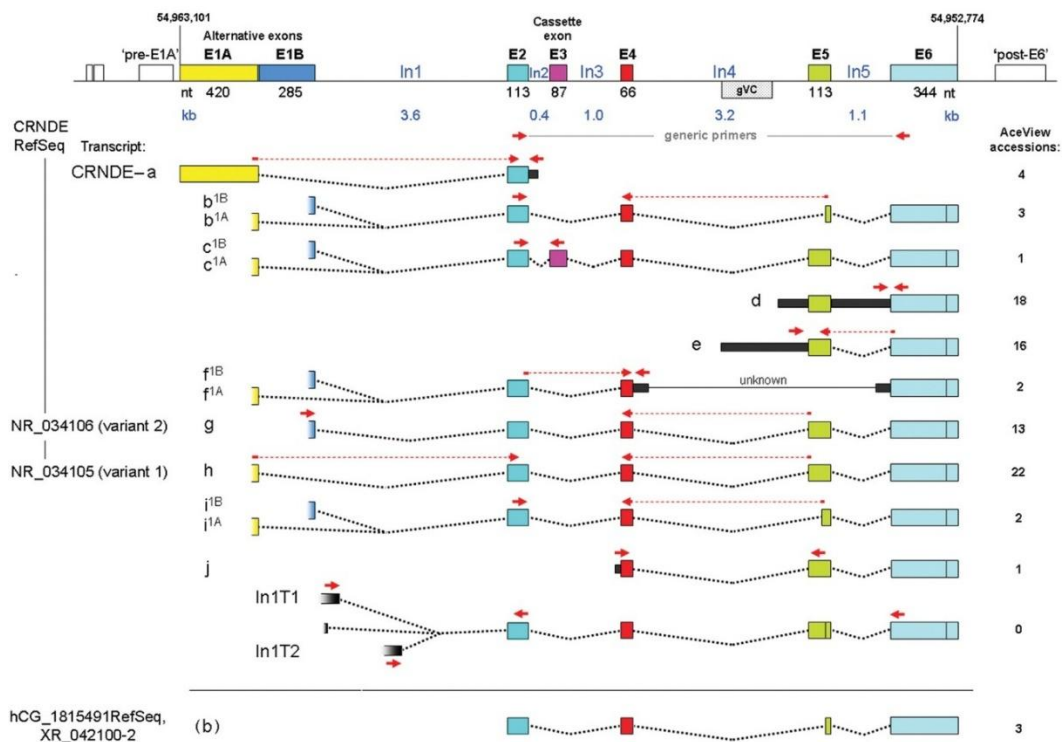 54,963,101
54,952,774
Alternative exons
Cassette
exon
'pre-E1A'
E1A
E1B
E2
E3
E4
E5
E6
'post-E6'
In1
In2
In3
In4
In5
nt
420
285
113
87
66
gVC
113
344
nt
kb
3.6
0.4
1.0
3.2
1.1
kb
CRNDE
RefSeq
generic primers
AceView
accessions:
Transcript:
CRNDE–a
4
b1B
b1A
3
c1B
c1A
1
d
18
e
16
f1B
f1A
unknown
2
NR_034106 (variant 2)
g
13
NR_034105 (variant 1)
h
22
i1B
i1A
2
j
1
In1T1
0
In1T2
hCG_1815491RefSeq,
XR_042100-2
(b)
3